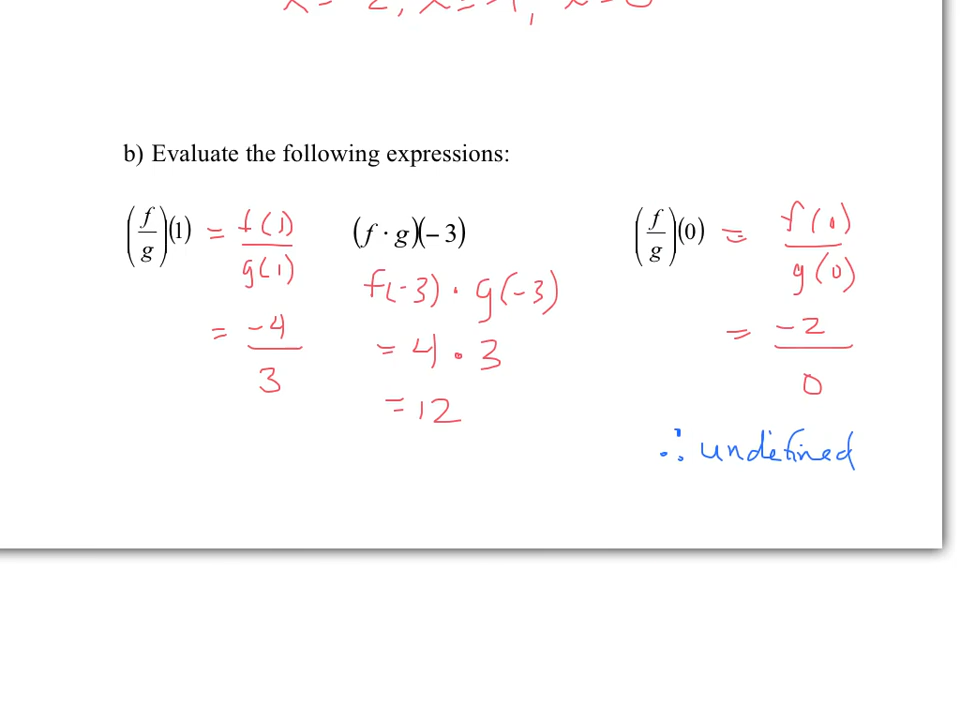 b) Evaluate the following expressions:
(f/g)(1) = f(1)/g(1)
= -4/3
(f · g)(-3)
f(-3) · g(-3)
= 4 · 3
= 12
(f/g)(0) = f(0)/g(0)
= -2/0
∴ undefined